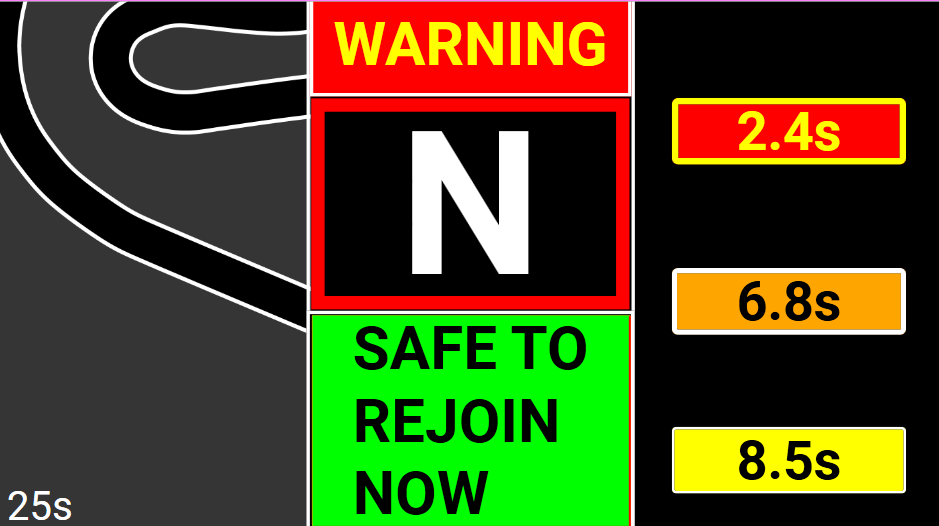 WARNING
N
SAFE TO
REJOIN
NOW
2.4s
6.8s
8.5s
25s